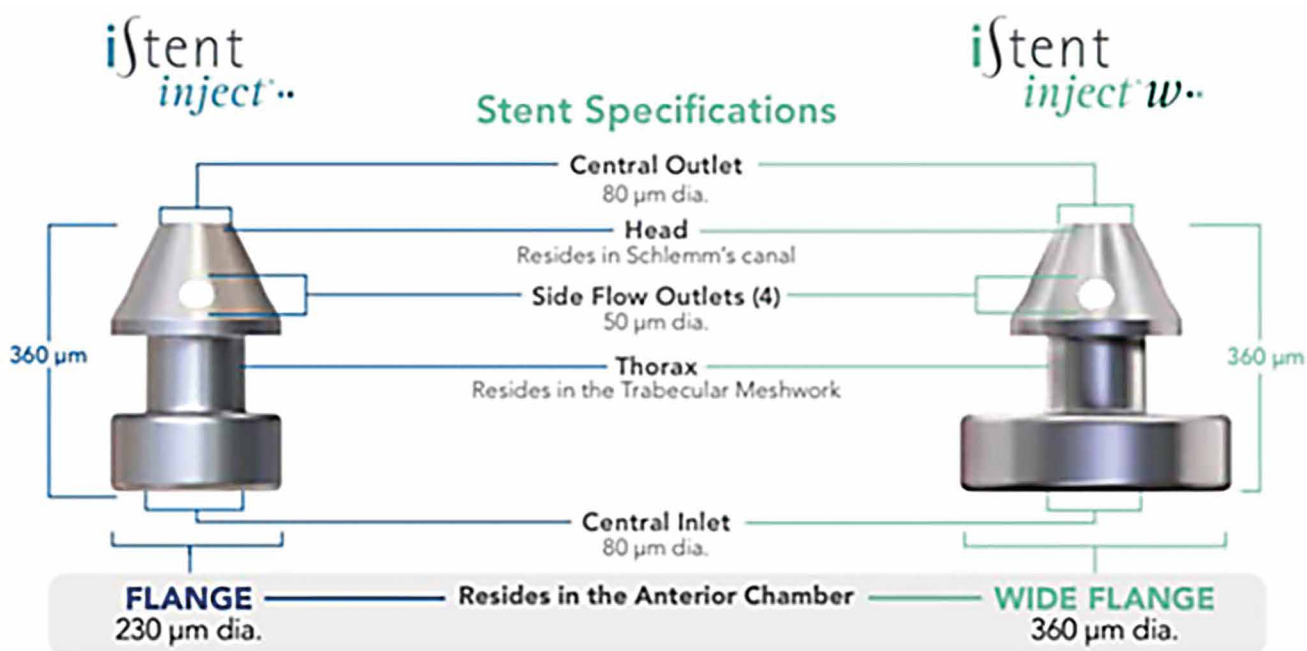 iStent
inject®
iStent
inject® W
Stent Specifications
Central Outlet
80 µm dia.
Head
Resides in Schlemm's canal
Side Flow Outlets (4)
50 µm dia.
360 µm
360 µm
Thorax
Resides in the Trabecular Meshwork
Central Inlet
80 µm dia.
FLANGE
230 µm dia.
Resides in the Anterior Chamber
WIDE FLANGE
360 µm dia.